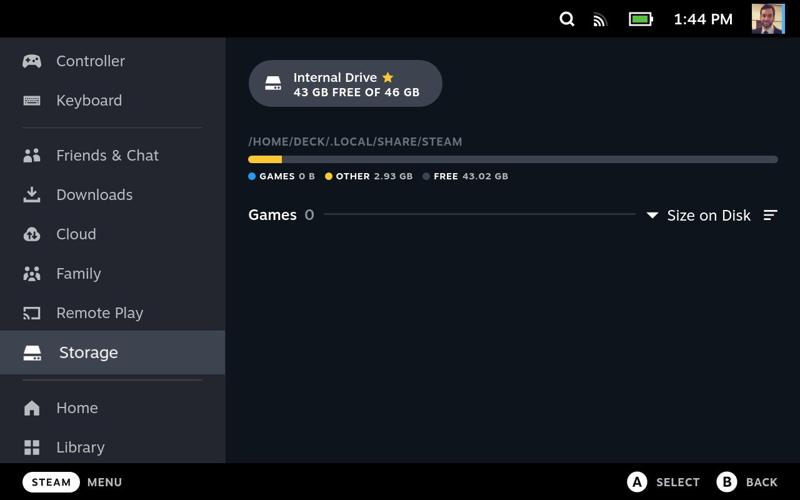 1:44 PM
Controller
Keyboard
Friends & Chat
Downloads
Cloud
Family
Remote Play
Storage
Home
Library
Internal Drive
43 GB FREE OF 46 GB
/HOME/DECK/.LOCAL/SHARE/STEAM
GAMES 0 B OTHER 2.93 GB FREE 43.02 GB
Games 0 Size on Disk
STEAM MENU A SELECT B BACK